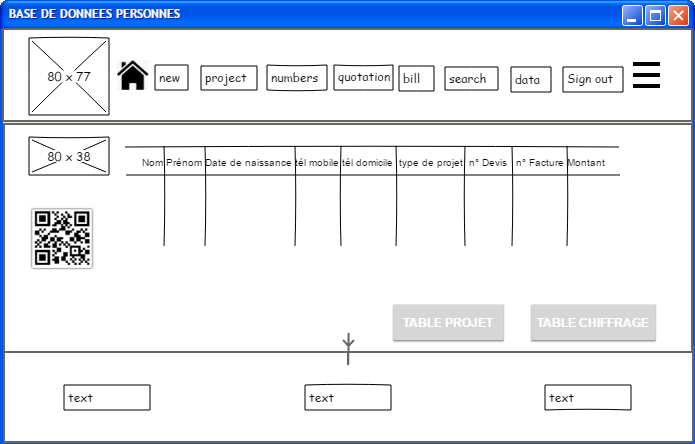 BASE DE DONNEES PERSONNES
80 x 77
new project numbers quotation bill search data Sign out
80 x 38
Nom Prénom Date de naissance tél mobile tél domicile type de projet n° Devis n° Facture Montant
TABLE PROJET TABLE CHIFFRAGE
text text text